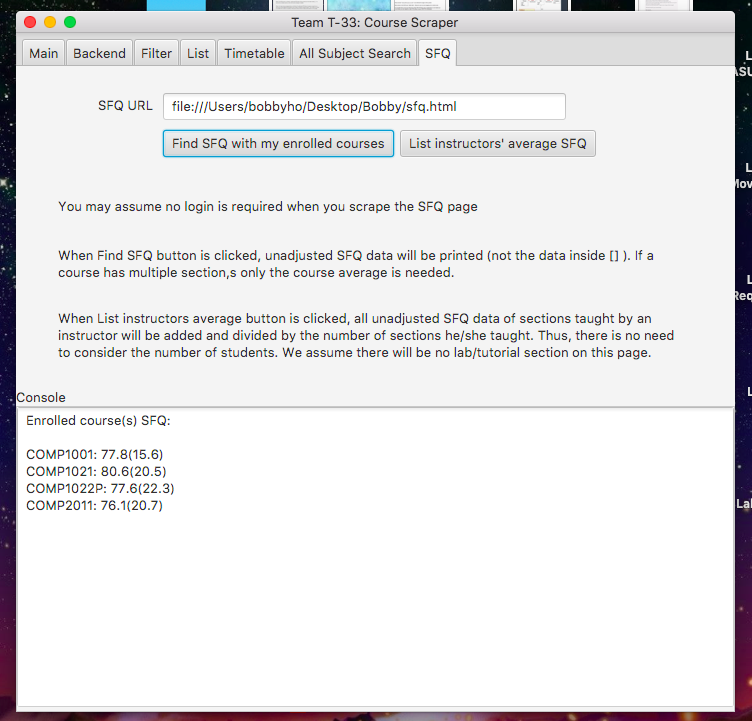 Team T-33: Course Scraper
Main Backend Filter List Timetable All Subject Search SFQ
SFQ URL file:///Users/bobbyho/Desktop/Bobby/sfq.html
Find SFQ with my enrolled courses List instructors' average SFQ
You may assume no login is required when you scrape the SFQ page
When Find SFQ button is clicked, unadjusted SFQ data will be printed (not the data inside [] ). If a
course has multiple section,s only the course average is needed.
When List instructors average button is clicked, all unadjusted SFQ data of sections taught by an
instructor will be added and divided by the number of sections he/she taught. Thus, there is no need
to consider the number of students. We assume there will be no lab/tutorial section on this page.
Console
Enrolled course(s) SFQ:
COMP1001: 77.8(15.6)
COMP1021: 80.6(20.5)
COMP1022P: 77.6(22.3)
COMP2011: 76.1(20.7)